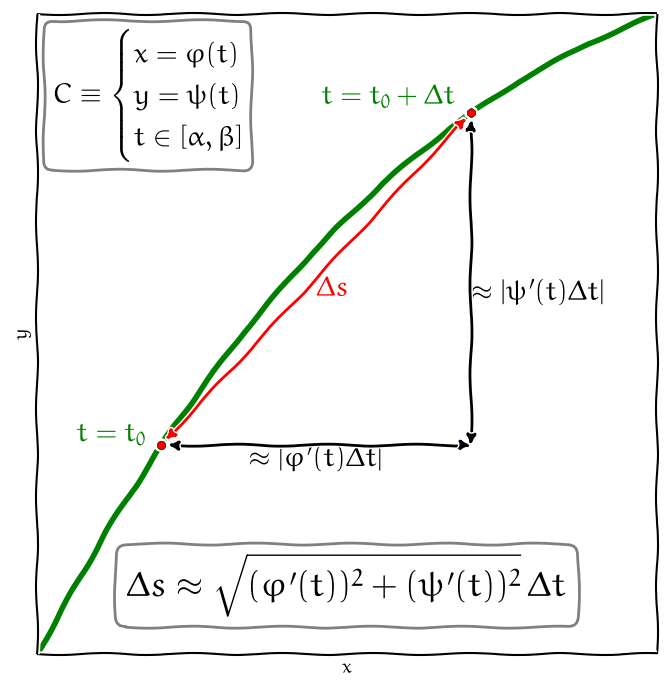 C ≡ { x = φ(t)
y = ψ(t)
t ∈ [α, β]
t = t₀ + Δt
Δs
≈ |ψ′(t)Δt|
y
t = t₀
≈ |φ′(t)Δt|
Δs ≈ √((φ′(t))² + (ψ′(t))²) Δt
x